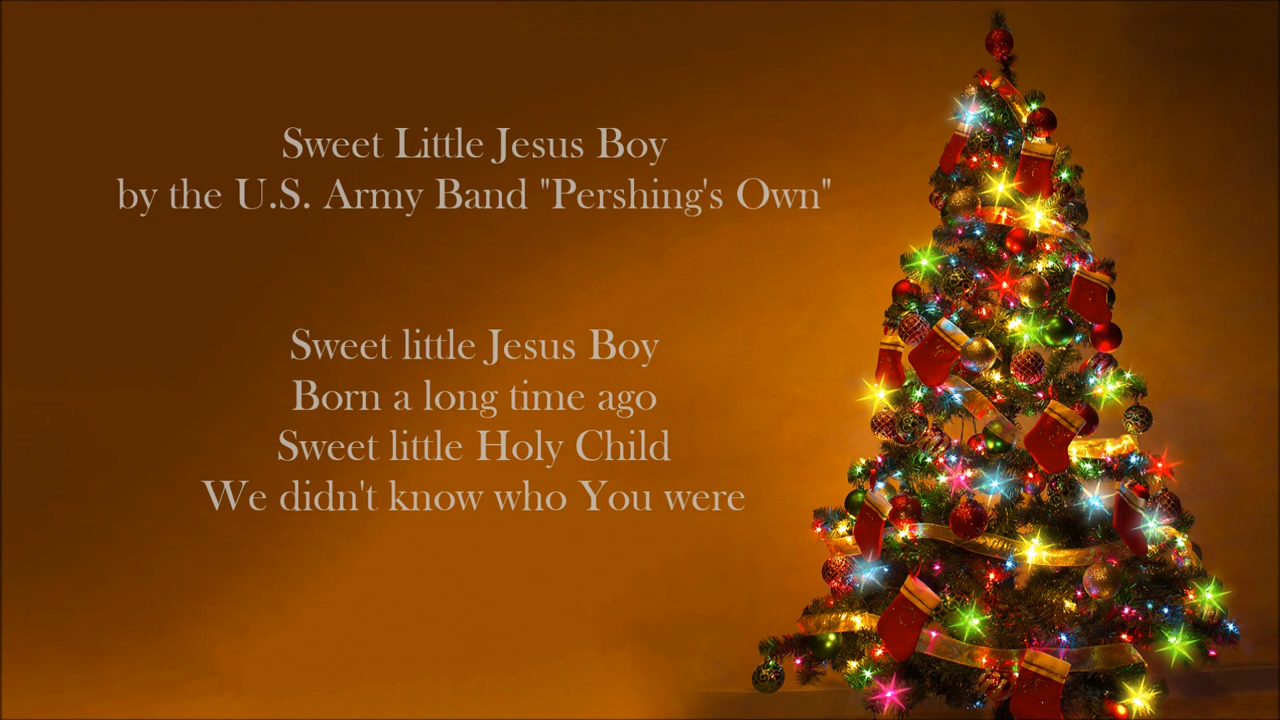 Sweet Little Jesus Boy
by the U.S. Army Band "Pershing's Own"
Sweet little Jesus Boy
Born a long time ago
Sweet little Holy Child
We didn't know who You were